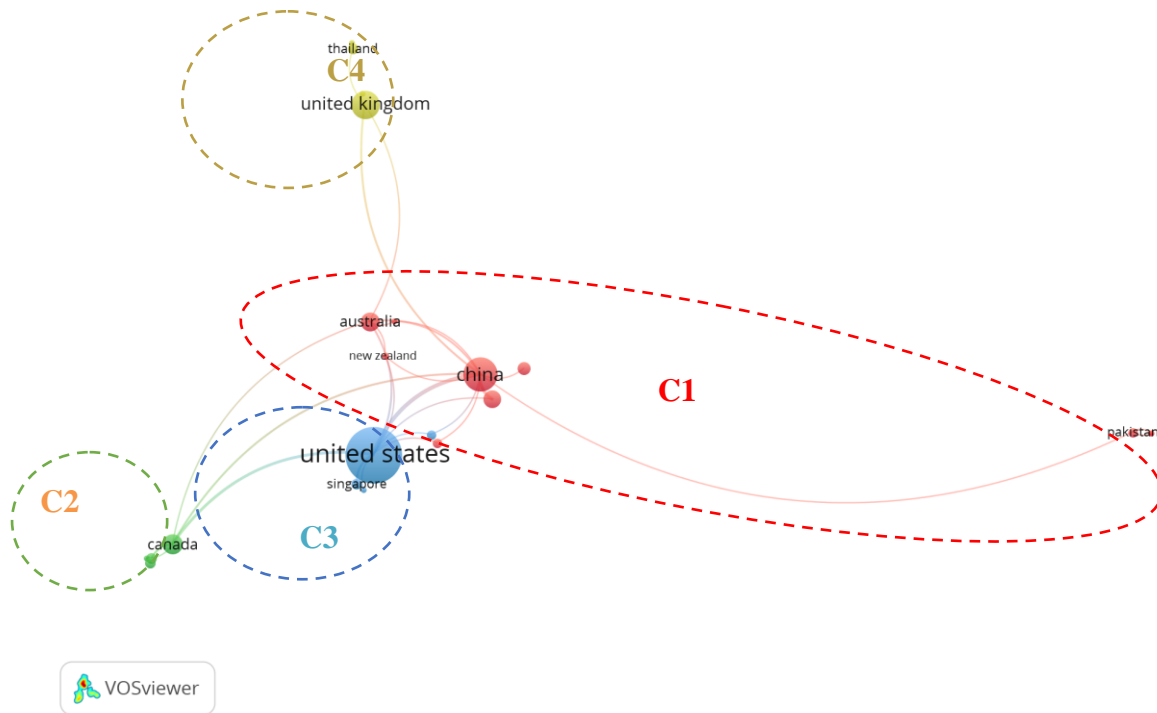 thailand
C4
united kingdom
australia
new zealand
china
C1
pakistan
united states
singapore
C2
C3
canada
VOSviewer